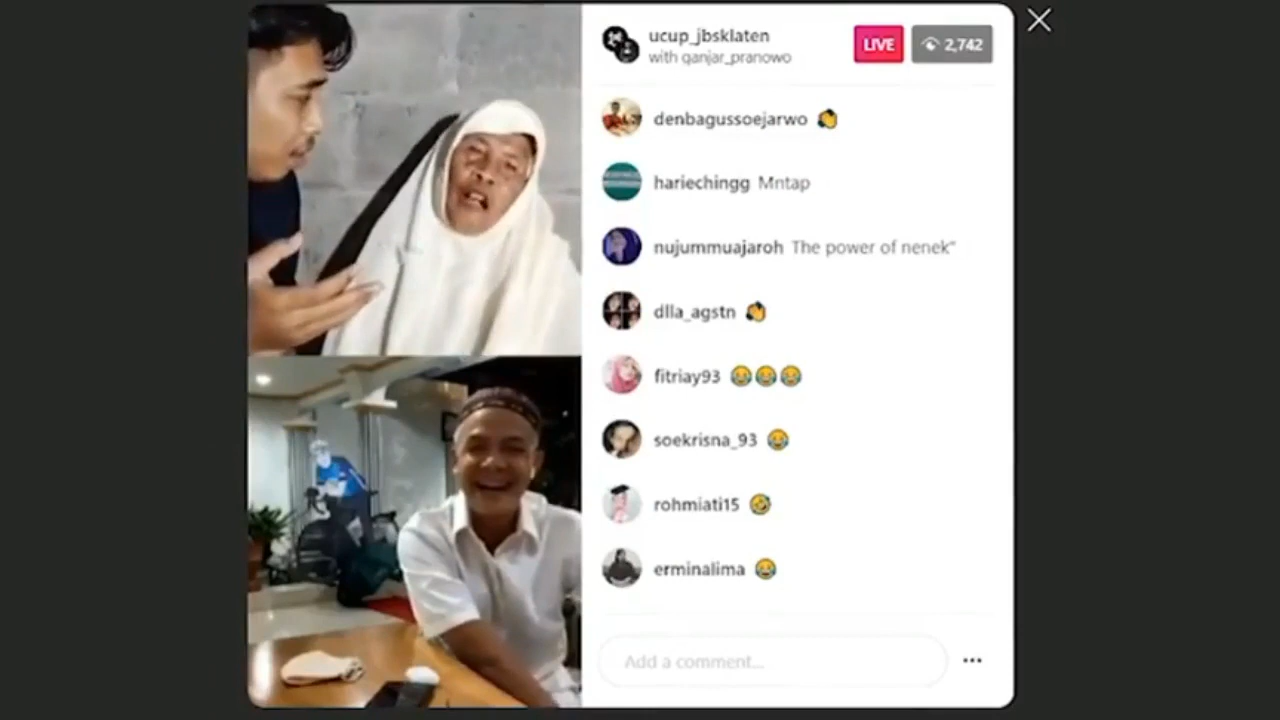 ucup_jbsklaten
with ganjar_pranowo
LIVE
2,742
denbagussoejarwo 👏
hariechingg Mntap
nujummuajaroh The power of nenek"
dlla_agstn 👏
fitriay93 😂😂😂
soekrisna_93 😂
rohmiati15 🤣
erminalima 😂
Add a comment...